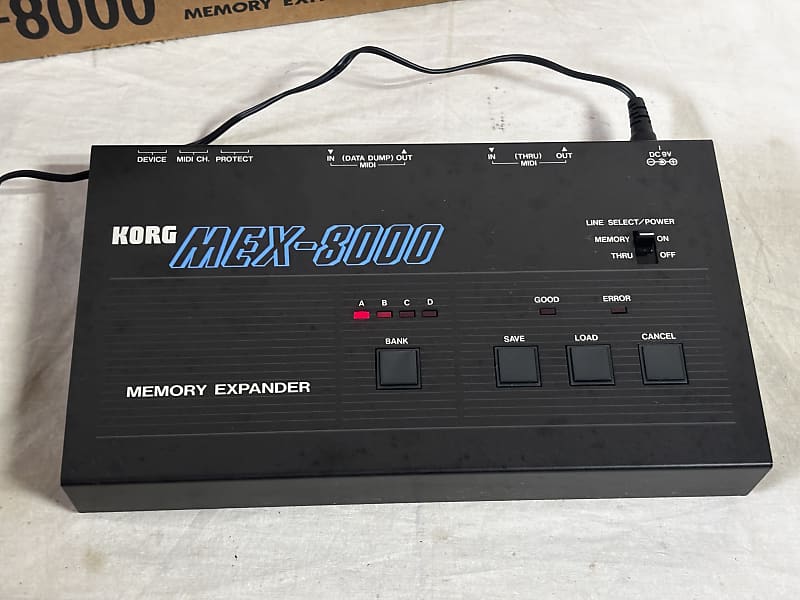 -8000 MEMORY
DEVICE MIDI CH. PROTECT
IN (DATA DUMP) OUT
MIDI
IN (THRU) OUT
MIDI
DC 9V
KORG MEX-8000
LINE SELECT/POWER
MEMORY ON
THRU OFF
A B C D
GOOD ERROR
BANK
SAVE LOAD CANCEL
MEMORY EXPANDER